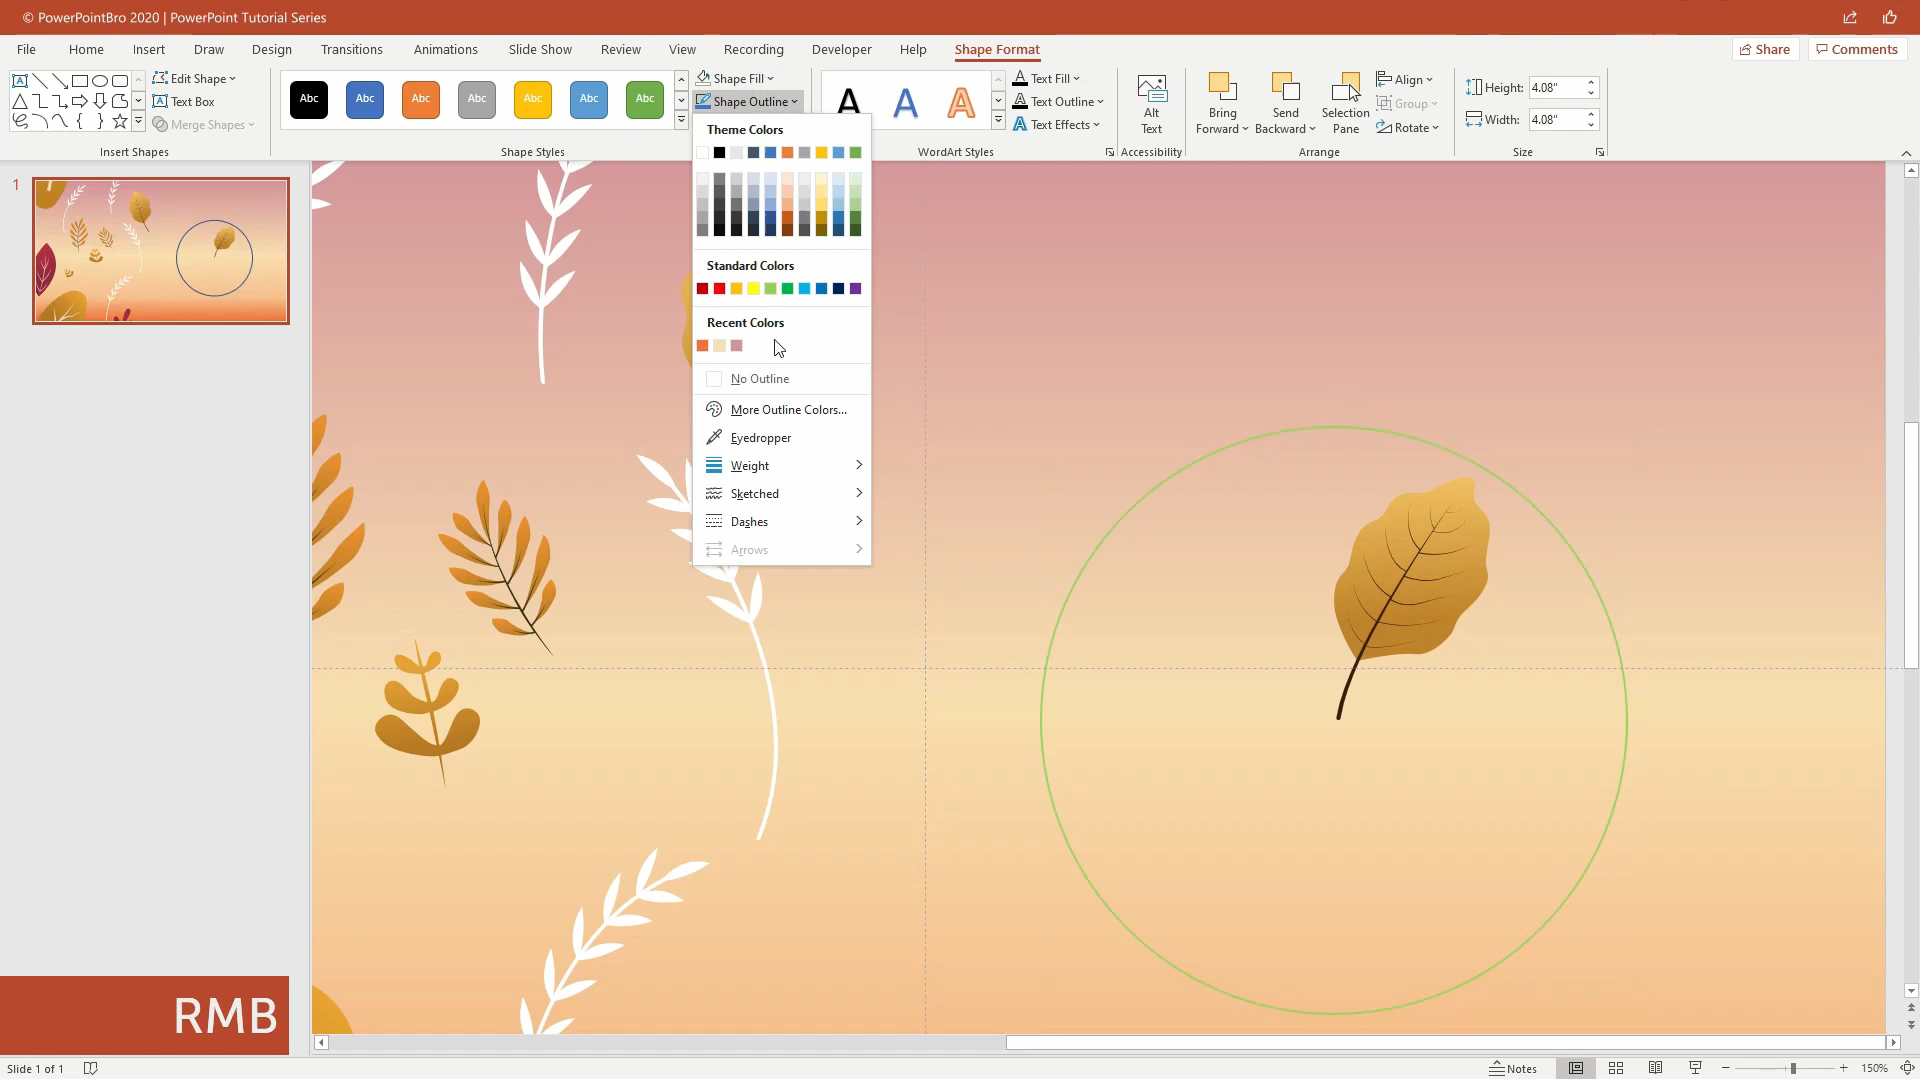 © PowerPointBro 2020 | PowerPoint Tutorial Series
File Home Insert Draw Design Transitions Animations Slide Show Review View Recording Developer Help Shape Format Share Comments
Edit Shape
Text Box
Merge Shapes
Insert Shapes
Abc Abc Abc Abc Abc Abc Abc
Shape Styles
Shape Fill
Shape Outline
A A A
WordArt Styles
Text Fill
Text Outline
Text Effects
Alt Text
Accessibility
Bring Forward
Send Backward
Selection Pane
Align
Group
Rotate
Arrange
Height: 4.08"
Width: 4.08"
Size
Theme Colors
Standard Colors
Recent Colors
No Outline
More Outline Colors...
Eyedropper
Weight
Sketched
Dashes
Arrows
1
RMB
Slide 1 of 1
Notes
150%